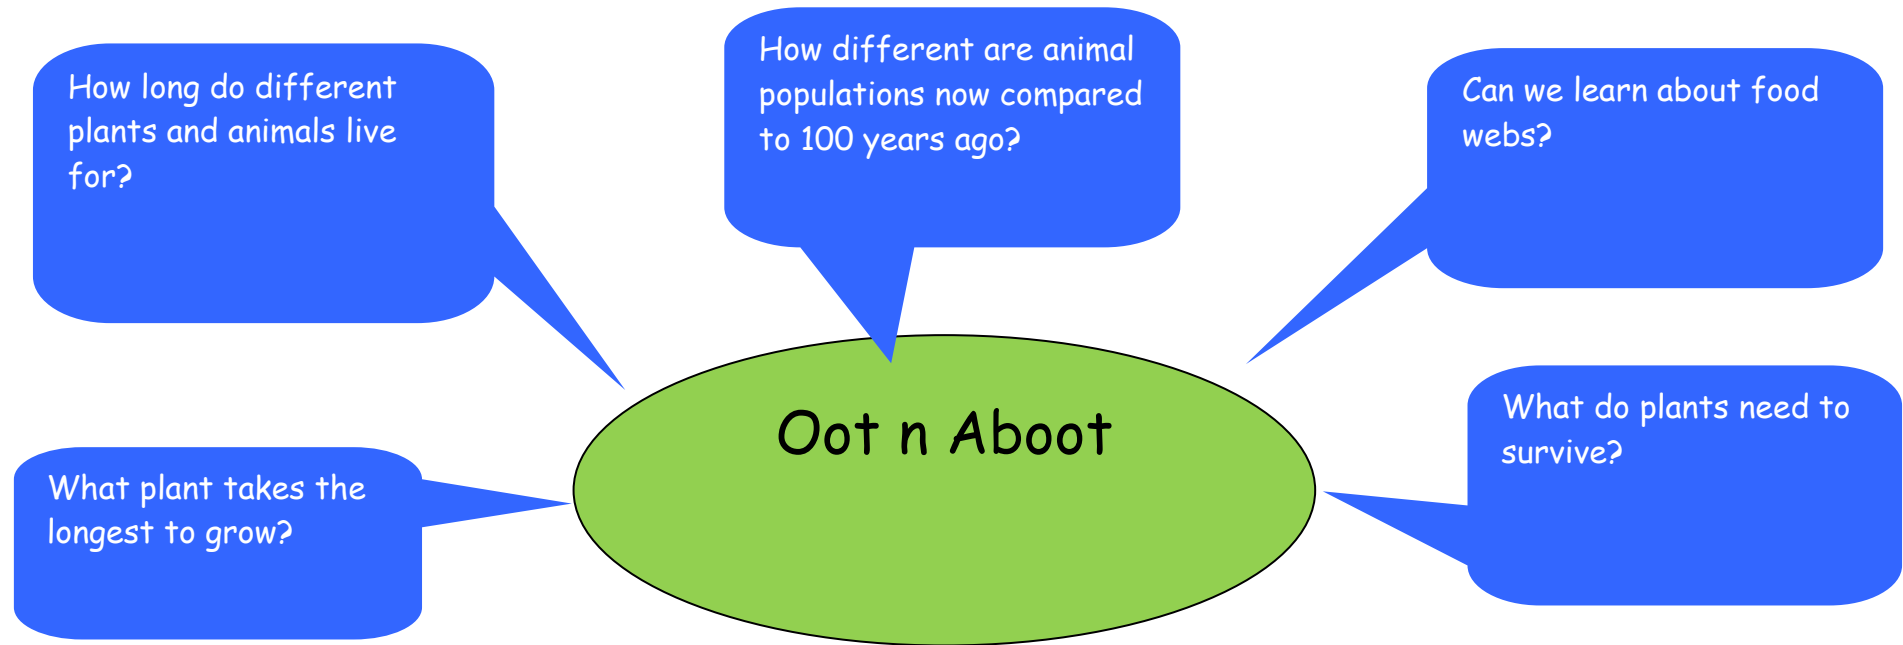 How long do different
plants and animals live
for?
How different are animal
populations now compared
to 100 years ago?
Can we learn about food
webs?
What plant takes the
longest to grow?
Oot n Aboot
What do plants need to
survive?